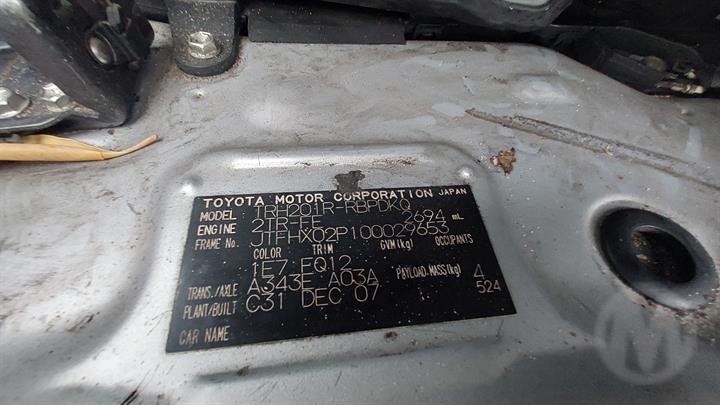 TOYOTA MOTOR CORPORATION JAPAN
MODEL TRH201R-RBPDKQ
ENGINE 2TR-FE 2694 mL
FRAME No. JTFHX02P100029653
COLOR TRIM GVM(kg) OCCUPANTS
1E7 FQ12 4
TRANS./AXLE A343E A03A PAYLOAD-MASS(kg) 524
PLANT/BUILT C31 DEC 07
CAR NAME
M